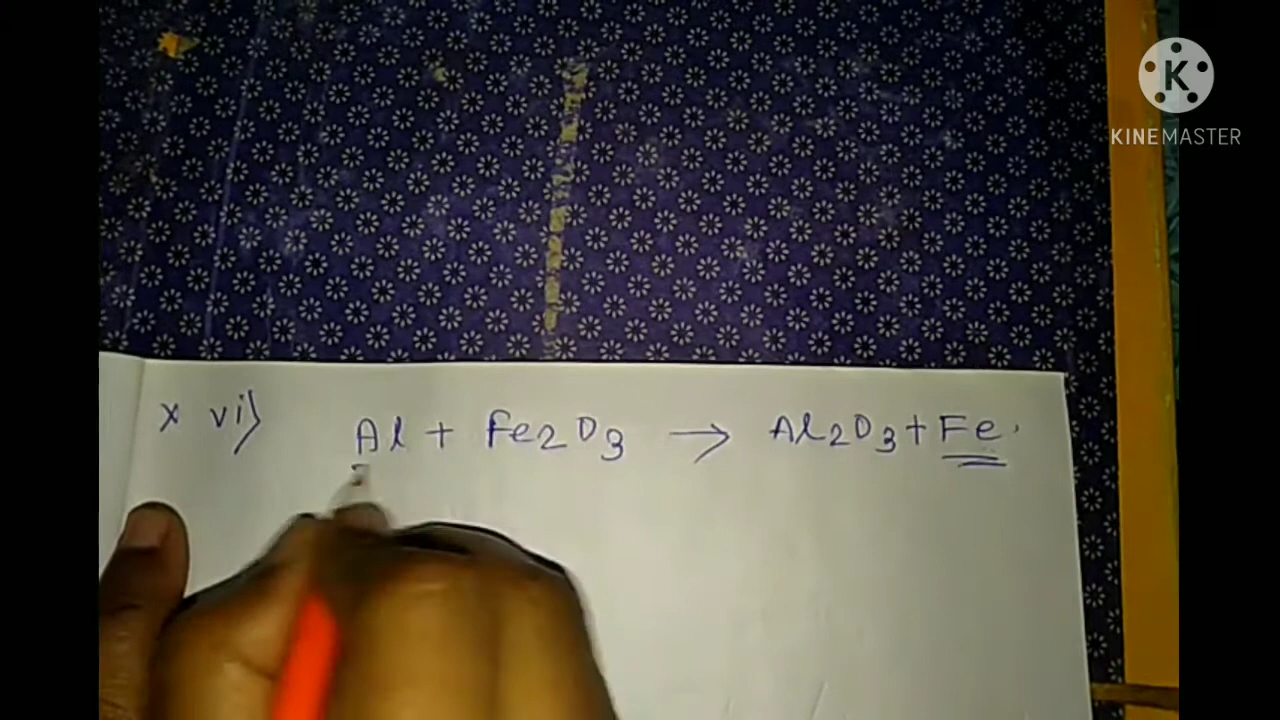 K
KINEMASTER
x vi) Al + Fe2O3 → Al2O3 + Fe.